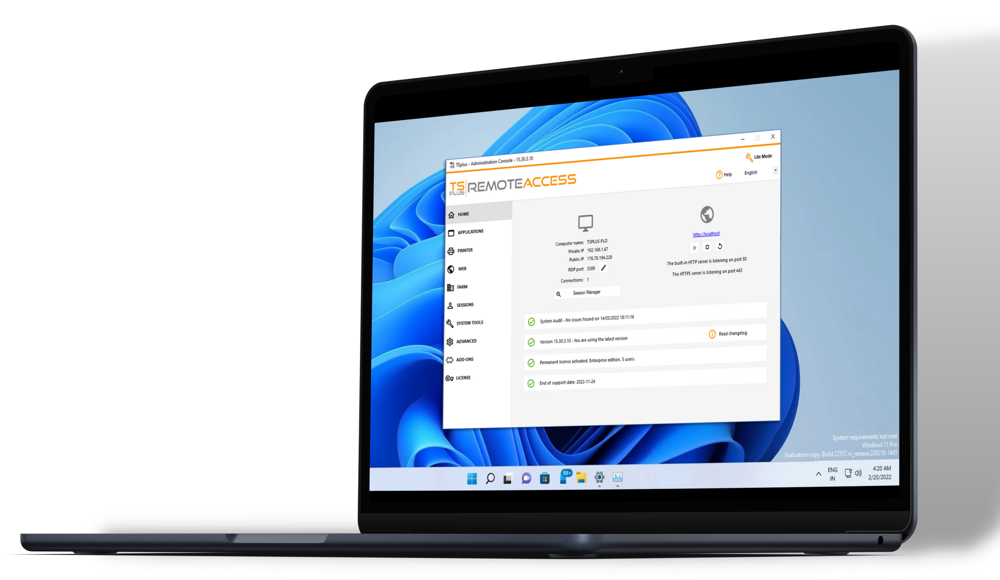 TSplus - Administration Console - 15.30.3.10
Lite Mode
TS PLUS REMOTEACCESS
Help English
HOME
APPLICATIONS
PRINTER
WEB
FARM
SESSIONS
SYSTEM TOOLS
ADVANCED
ADD-ONS
LICENSE
Computer name: TSPLUS-FLO
Private IP 192.168.1.67
Public IP 176.78.194.228
RDP port 3389
Connections: 1
Session Manager
http://localhost
The built-in HTTP server is listening on port 80
The HTTPS server is listening on port 443
System Audit - No issues found on 14/03/2022 18:11:16
Version 15.30.3.10 - You are using the latest version
Read changelog
Permanent license activated. Enterprise edition. 5 users.
End of support date: 2022-11-24
System requirements not met
Windows 11 Pro
Evaluation copy. Build 22557.ni_release.220210-1445
99+
ENG
IN
4:20 AM
2/20/2022